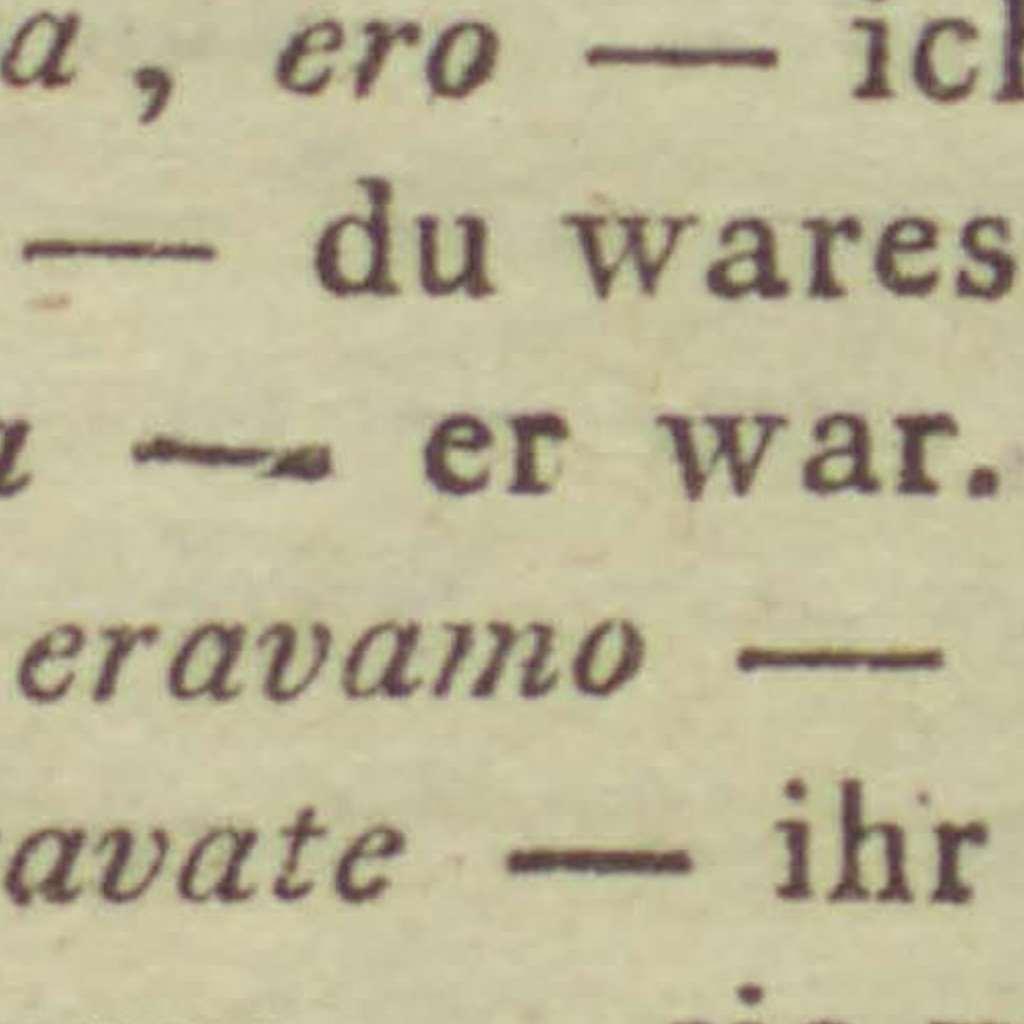 a, ero — ich
— du wares
a — er war.
eravamo —
avate — ihr